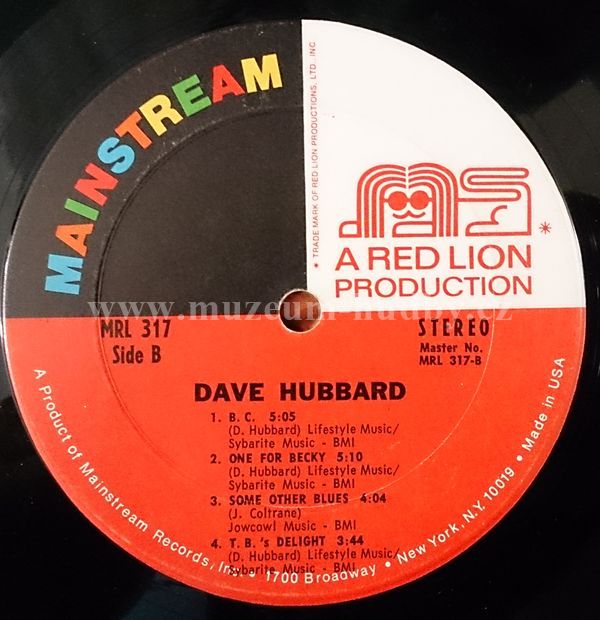 MAINSTREAM
• TRADE MARK OF RED LION PRODUCTIONS, LTD., INC.
A RED LION
PRODUCTION
*
www.muzeum-hudby.cz
MRL 317
Side B
STEREO
Master No.
MRL 317-B
DAVE HUBBARD
1. B. C. 5:05
(D. Hubbard) Lifestyle Music/
Sybarite Music - BMI
2. ONE FOR BECKY 5:10
(D. Hubbard) Lifestyle Music/
Sybarite Music - BMI
3. SOME OTHER BLUES 4:04
(J. Coltrane)
Jowcowl Music - BMI
4. T. B.'s DELIGHT 3:44
(D. Hubbard) Lifestyle Music/
Sybarite Music - BMI
A Product of Mainstream Records, Inc. • 1700 Broadway • New York, N.Y. 10019 • Made in USA